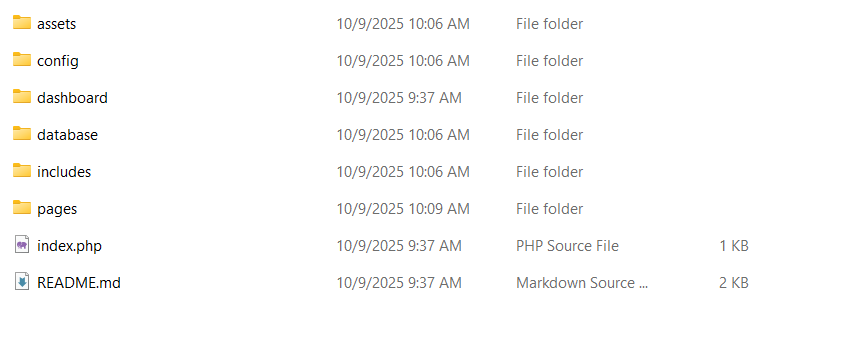 assets 10/9/2025 10:06 AM File folder
config 10/9/2025 10:06 AM File folder
dashboard 10/9/2025 9:37 AM File folder
database 10/9/2025 10:06 AM File folder
includes 10/9/2025 10:06 AM File folder
pages 10/9/2025 10:09 AM File folder
index.php 10/9/2025 9:37 AM PHP Source File 1 KB
README.md 10/9/2025 9:37 AM Markdown Source ... 2 KB